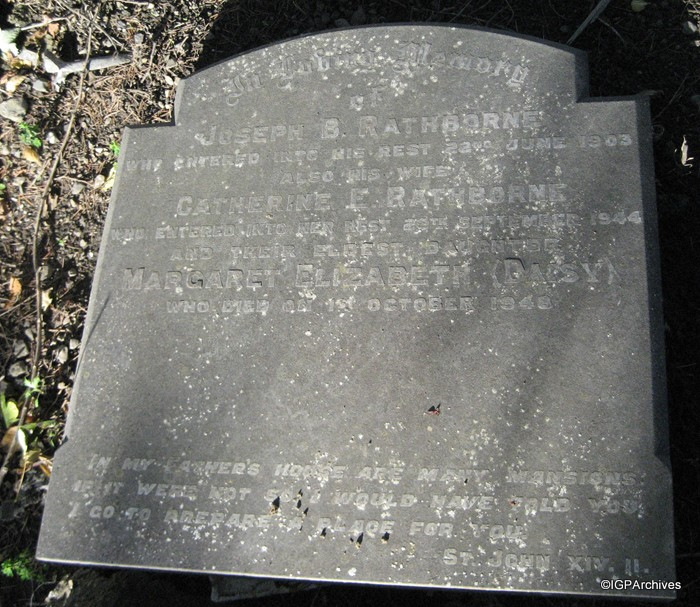 In Loving Memory
of
JOSEPH B. RATHBORNE
WHO ENTERED INTO HIS REST 23RD JUNE 1903
ALSO HIS WIFE
CATHERINE E. RATHBORNE
WHO ENTERED INTO HER REST SEPTEMBER 1944
AND THEIR ELDEST DAUGHTER
MARGARET ELIZABETH (DAISY)
WHO DIED ON 1ST OCTOBER 1948
IN MY FATHER'S HOUSE ARE MANY MANSIONS
IF IT WERE NOT SO, I WOULD HAVE TOLD YOU
I GO TO PREPARE A PLACE FOR YOU
ST. JOHN XIV. II.
©IGPArchives